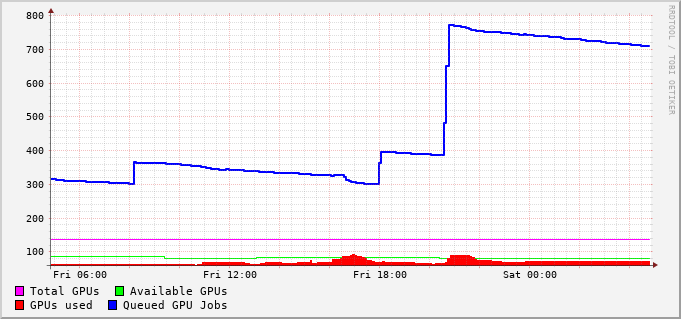 800
700
600
500
400
300
200
100
Fri 06:00 Fri 12:00 Fri 18:00 Sat 00:00
Total GPUs Available GPUs
GPUs used Queued GPU Jobs
RRDTOOL / TOBI OETIKER